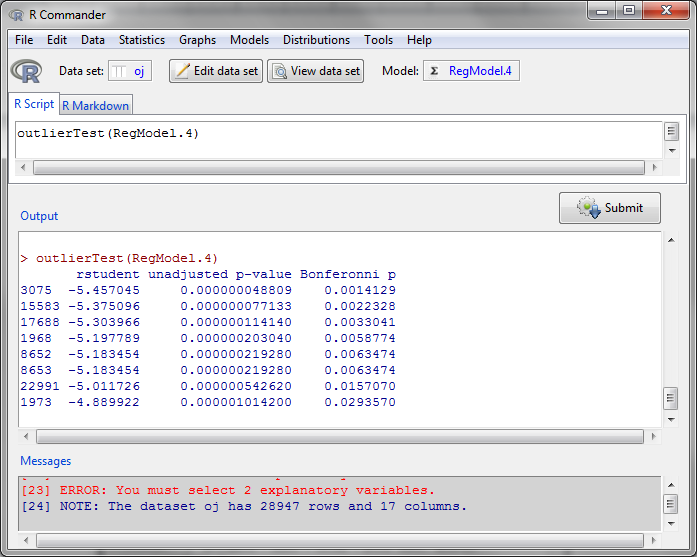 R Commander
File Edit Data Statistics Graphs Models Distributions Tools Help
R Data set: oj Edit data set View data set Model: Σ RegModel.4
R Script R Markdown
outlierTest(RegModel.4)
Submit
Output
> outlierTest(RegModel.4)
rstudent unadjusted p-value Bonferonni p
3075 -5.457045 0.000000048809 0.0014129
15583 -5.375096 0.000000077133 0.0022328
17688 -5.303966 0.000000114140 0.0033041
1968 -5.197789 0.000000203040 0.0058774
8652 -5.183454 0.000000219280 0.0063474
8653 -5.183454 0.000000219280 0.0063474
22991 -5.011726 0.000000542620 0.0157070
1973 -4.889922 0.000001014200 0.0293570
Messages
[23] ERROR: You must select 2 explanatory variables.
[24] NOTE: The dataset oj has 28947 rows and 17 columns.